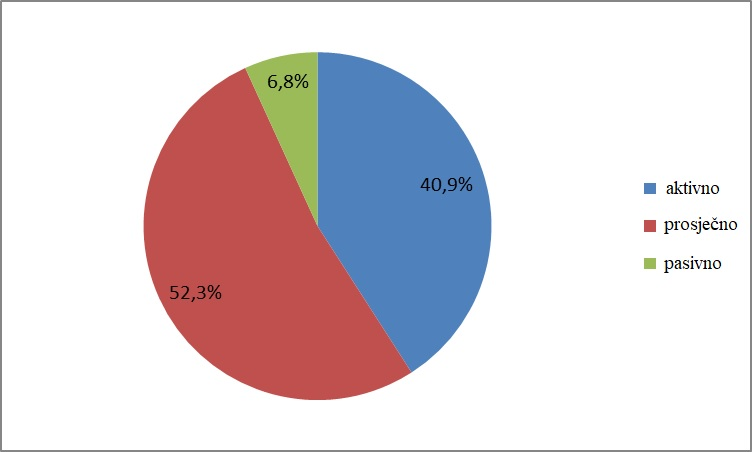 6,8%
40,9%
52,3%
aktivno
prosječno
pasivno